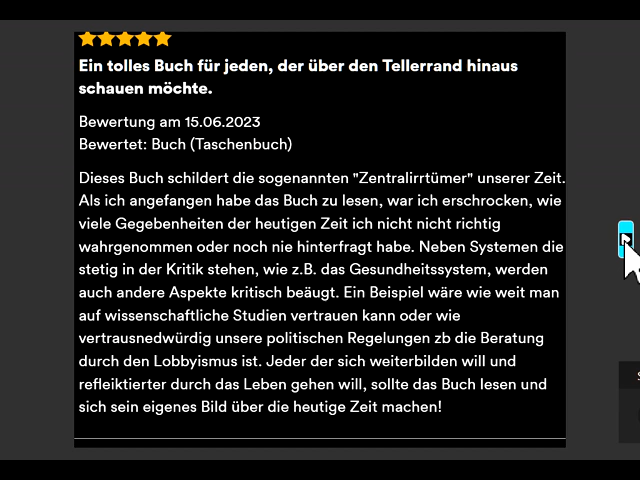 Ein tolles Buch für jeden, der über den Tellerrand hinaus
schauen möchte.
Bewertung am 15.06.2023
Bewertet: Buch (Taschenbuch)
Dieses Buch schildert die sogenannten "Zentralirrtümer" unserer Zeit.
Als ich angefangen habe das Buch zu lesen, war ich erschrocken, wie
viele Gegebenheiten der heutigen Zeit ich nicht nicht richtig
wahrgenommen oder noch nie hinterfragt habe. Neben Systemen die
stetig in der Kritik stehen, wie z.B. das Gesundheitssystem, werden
auch andere Aspekte kritisch beäugt. Ein Beispiel wäre wie weit man
auf wissenschaftliche Studien vertrauen kann oder wie
vertrausnedwürdig unsere politischen Regelungen zb die Beratung
durch den Lobbyismus ist. Jeder der sich weiterbilden will und
refleiktierter durch das Leben gehen will, sollte das Buch lesen und
sich sein eigenes Bild über die heutige Zeit machen!